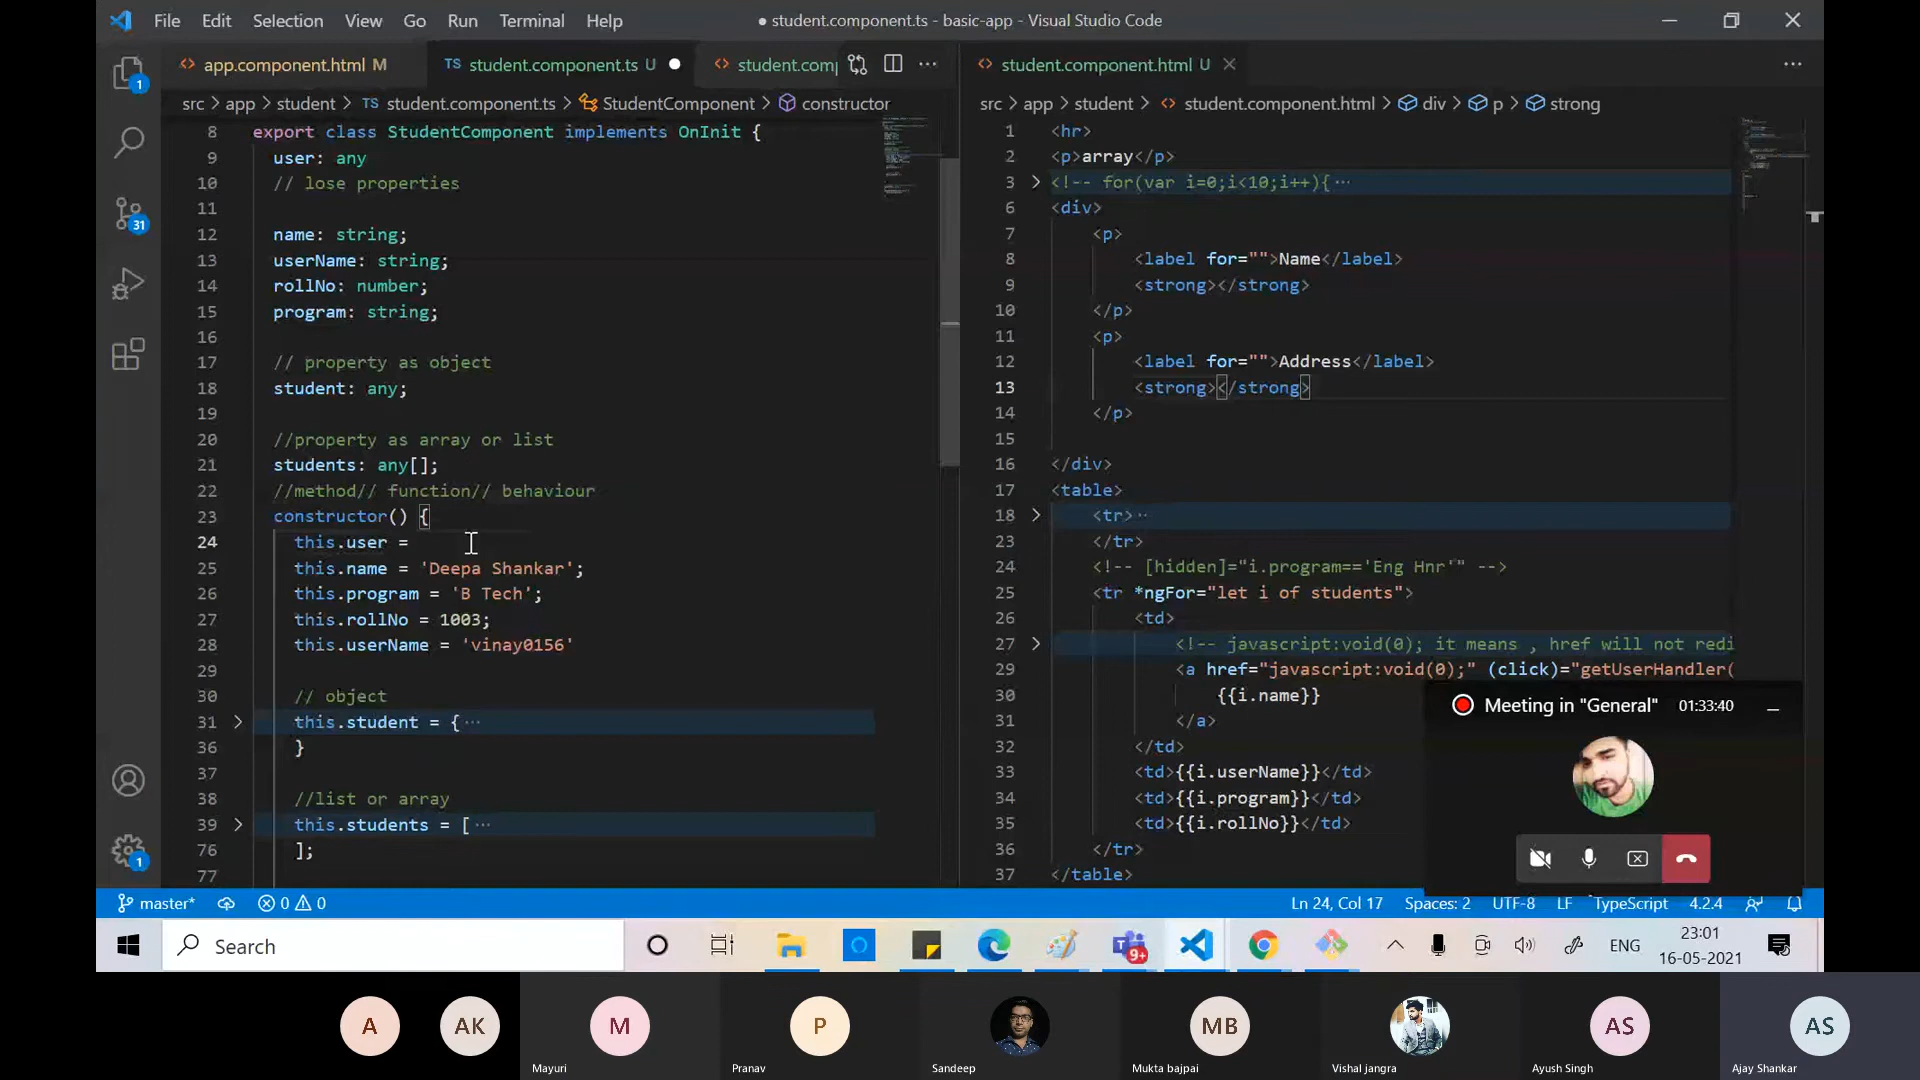 File Edit Selection View Go Run Terminal Help
● student.component.ts - basic-app - Visual Studio Code
app.component.html M
TS student.component.ts U
student.comp
student.component.html U
src > app > student > TS student.component.ts > StudentComponent > constructor
src > app > student > student.component.html > div > p > strong
8 export class StudentComponent implements OnInit {
9 user: any
10 // lose properties
11
12 name: string;
13 userName: string;
14 rollNo: number;
15 program: string;
16
17 // property as object
18 student: any;
19
20 //property as array or list
21 students: any[];
22 //method// function// behaviour
23 constructor() {
24 this.user =
25 this.name = 'Deepa Shankar';
26 this.program = 'B Tech';
27 this.rollNo = 1003;
28 this.userName = 'vinay0156'
29
30 // object
31 this.student = {…
36 }
37
38 //list or array
39 this.students = […
76 ];
77
1 <hr>
2 <p>array</p>
3 <!-- for(var i=0;i<10;i++){…
6 <div>
7 <p>
8 <label for="">Name</label>
9 <strong></strong>
10 </p>
11 <p>
12 <label for="">Address</label>
13 <strong></strong>
14 </p>
15
16 </div>
17 <table>
18 <tr>…
23 </tr>
24 <!-- [hidden]="i.program=='Eng Hnr'" -->
25 <tr *ngFor="let i of students">
26 <td>
27 <!-- javascript:void(0); it means , href will not redi
29 <a href="javascript:void(0);" (click)="getUserHandler(
30 {{i.name}}
31 </a>
32 </td>
33 <td>{{i.userName}}</td>
34 <td>{{i.program}}</td>
35 <td>{{i.rollNo}}</td>
36 </tr>
37 </table>
Meeting in "General" 01:33:40
1
31
1
master* 0 0
Ln 24, Col 17 Spaces: 2 UTF-8 LF TypeScript 4.2.4
Search
9+
ENG
23:01
16-05-2021
A AK M P MB AS AS
Mayuri Pranav Sandeep Mukta bajpai Vishal jangra Ayush Singh Ajay Shankar